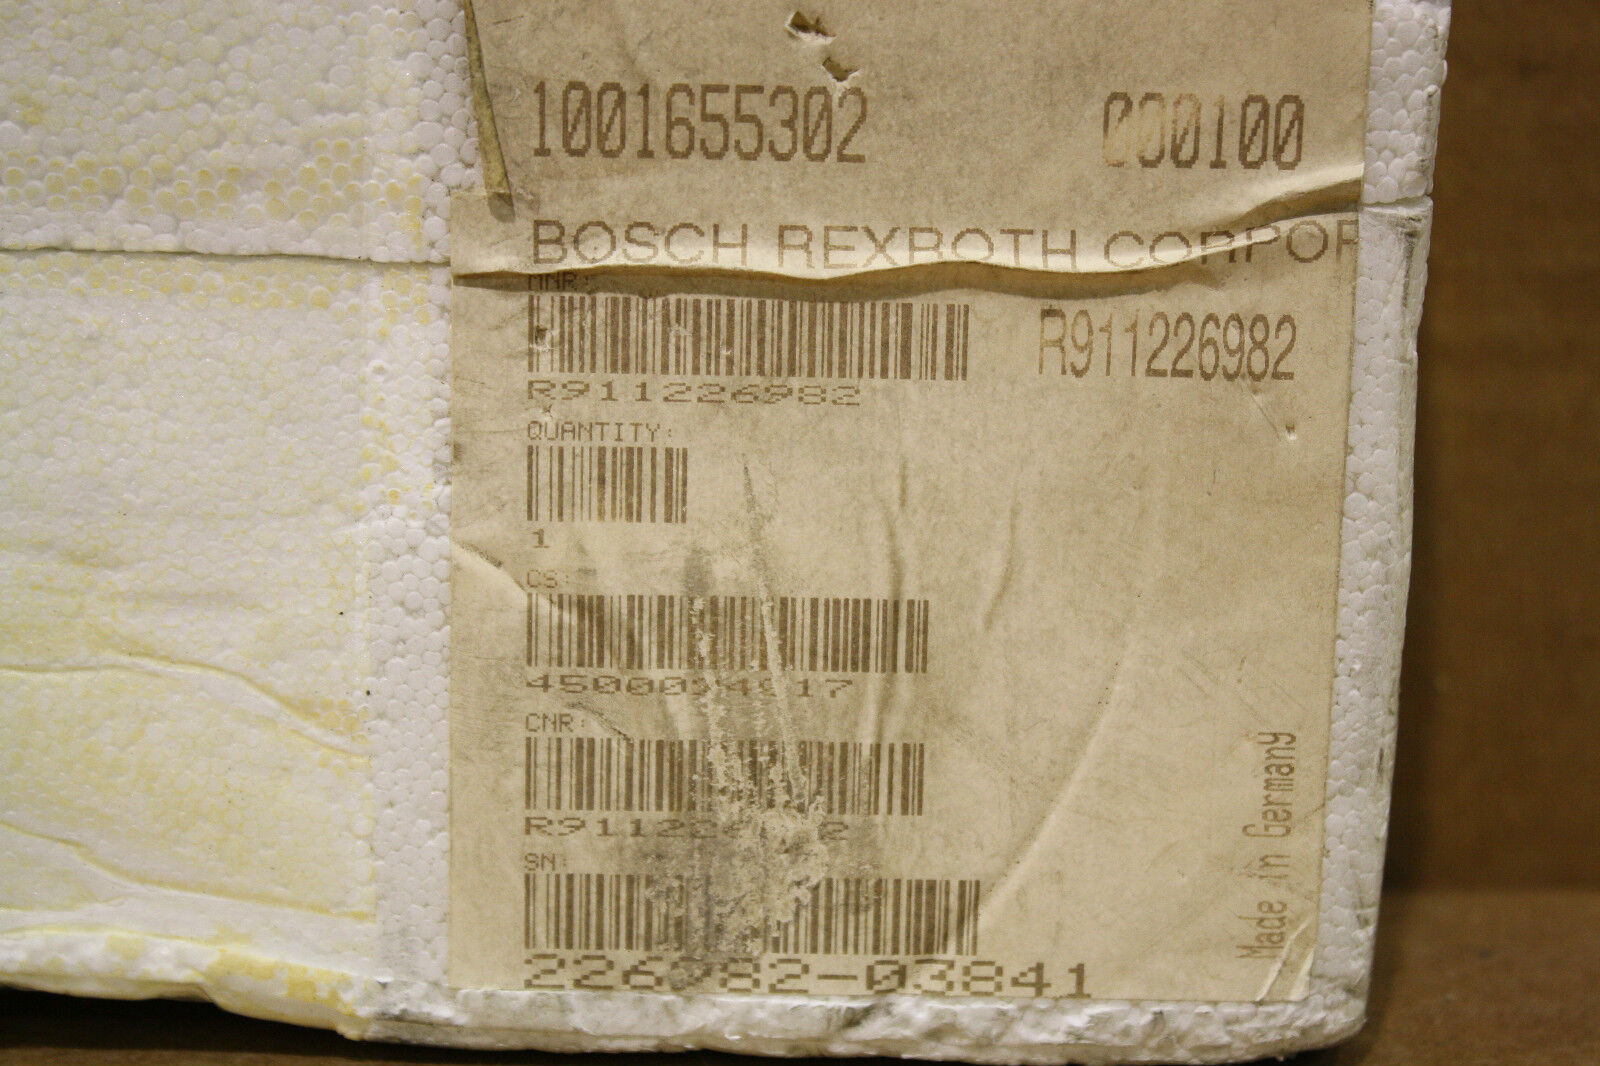 1001655302 000100
BOSCH REXROTH CORPOR
MNR:
R911226982
R911226982
QUANTITY:
1
CS:
CNR:
SN:
Made in Germany